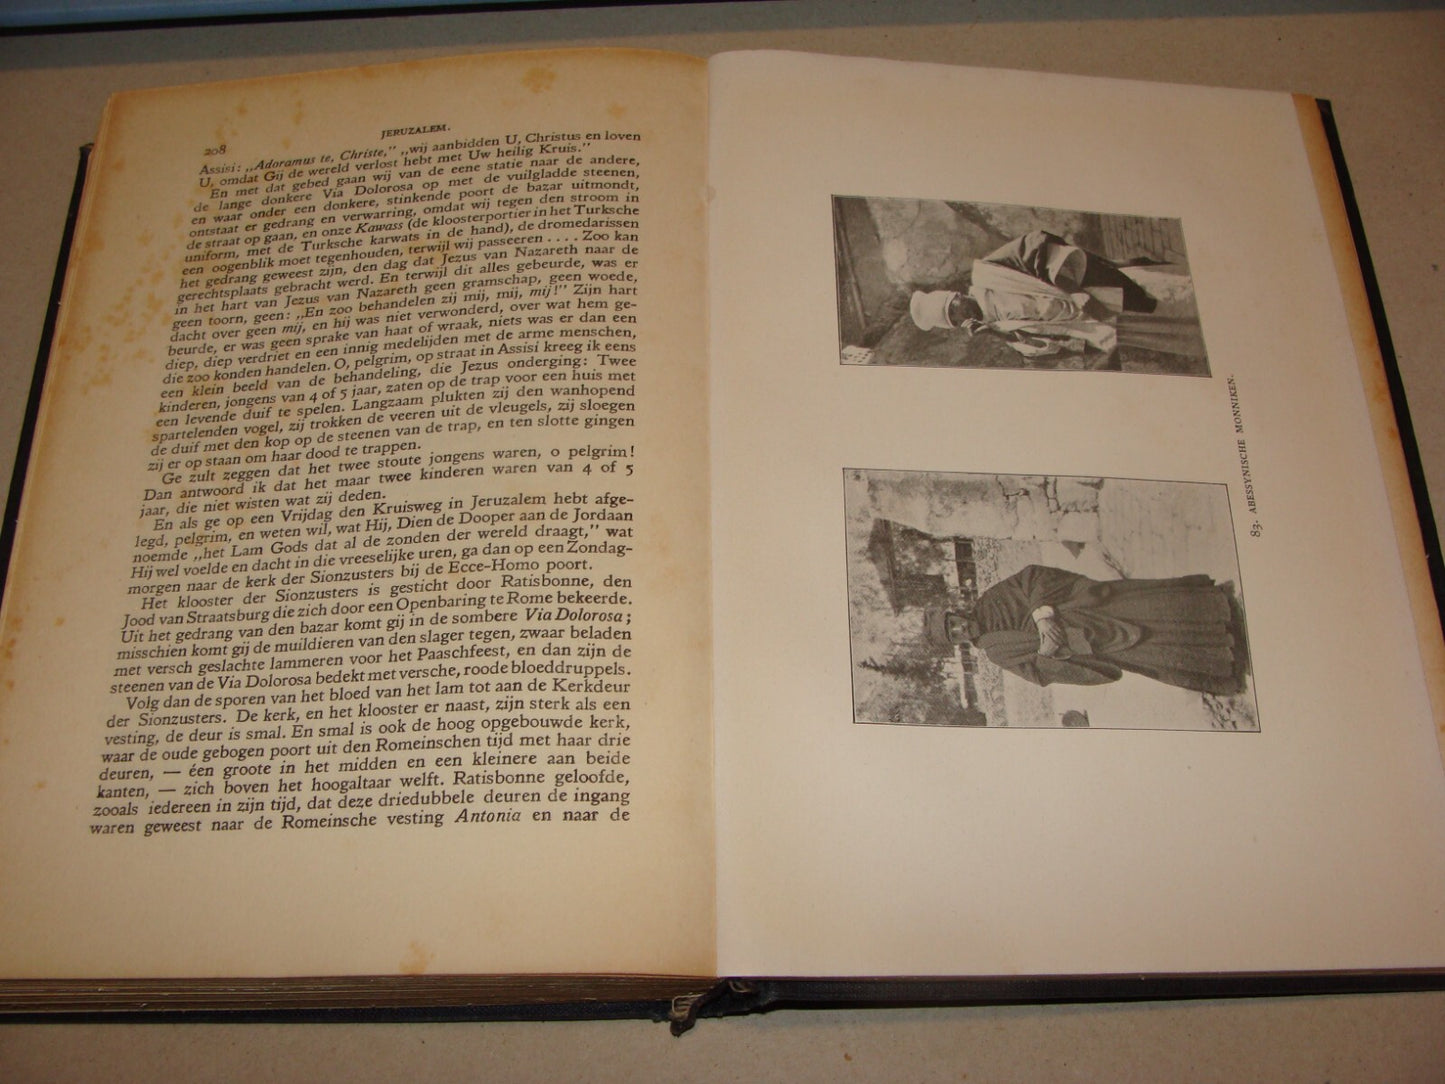 208
JERUZALEM.
Assisi: „Adoramus te, Christe,” „wij aanbidden U, Christus en loven
U, omdat Gij de wereld verlost hebt met Uw heilig Kruis.”
En met dat gebed gaan wij van de eene statie naar de andere,
de lange donkere Via Dolorosa op met de vuilgladde steenen,
en waar onder een donkere, stinkende poort de bazar uitmondt,
ontstaat er gedrang en verwarring, omdat wij tegen den stroom in
de straat op gaan, en onze Kawass (de kloosterportier in het Turksche
uniform, met de Turksche karwats in de hand), de dromedarissen
een oogenblik moet tegenhouden, terwijl wij passeeren . . . . Zoo kan
het gedrang geweest zijn, den dag dat Jezus van Nazareth naar de
gerechtsplaats gebracht werd. En terwijl dit alles gebeurde, was er
in het hart van Jezus van Nazareth geen gramschap, geen woede,
geen toorn, geen: „En zoo behandelen zij mij, mij, mij!” Zijn hart
dacht over geen mij, en hij was niet verwonderd, over wat hem ge-
beurde, er was geen sprake van haat of wraak, niets was er dan een
diep, diep verdriet en een innig medelijden met de arme menschen,
die zoo konden handelen. O, pelgrim, op straat in Assisi kreeg ik eens
een klein beeld van de behandeling, die Jezus onderging: Twee
kinderen, jongens van 4 of 5 jaar, zaten op de trap voor een huis met
een levende duif te spelen. Langzaam plukten zij den wanhopend
spartelenden vogel, zij trokken de veeren uit de vleugels, zij sloegen
de duif met den kop op de steenen van de trap, en ten slotte gingen
zij er op staan om haar dood te trappen.
Ge zult zeggen dat het twee stoute jongens waren, o pelgrim!
Dan antwoord ik dat het maar twee kinderen waren van 4 of 5
jaar, die niet wisten wat zij deden.
En als ge op een Vrijdag den Kruisweg in Jeruzalem hebt afge-
legd, pelgrim, en weten wil, wat Hij, Dien de Dooper aan de Jordaan
noemde „het Lam Gods dat al de zonden der wereld draagt,” wat
Hij wel voelde en dacht in die vreeselijke uren, ga dan op een Zondag-
morgen naar de kerk der Sionzusters bij de Ecce-Homo poort.
Het klooster der Sionzusters is gesticht door Ratisbonne, den
Jood van Straatsburg die zich door een Openbaring te Rome bekeerde.
Uit het gedrang van den bazar komt gij in de sombere Via Dolorosa;
misschien komt gij de muildieren van den slager tegen, zwaar beladen
met versch geslachte lammeren voor het Paaschfeest, en dan zijn de
steenen van de Via Dolorosa bedekt met versche, roode bloeddruppels.
Volg dan de sporen van het bloed van het lam tot aan de Kerkdeur
der Sionzusters. De kerk, en het klooster er naast, zijn sterk als een
vesting, de deur is smal. En smal is ook de hoog opgebouwde kerk,
waar de oude gebogen poort uit den Romeinschen tijd met haar drie
deuren, — één groote in het midden en een kleinere aan beide
kanten, — zich boven het hoogaltaar welft. Ratisbonne geloofde,
zooals iedereen in zijn tijd, dat deze driedubbele deuren de ingang
waren geweest naar de Romeinsche vesting Antonia en naar de
83. ABESSYNISCHE MONNIKEN.